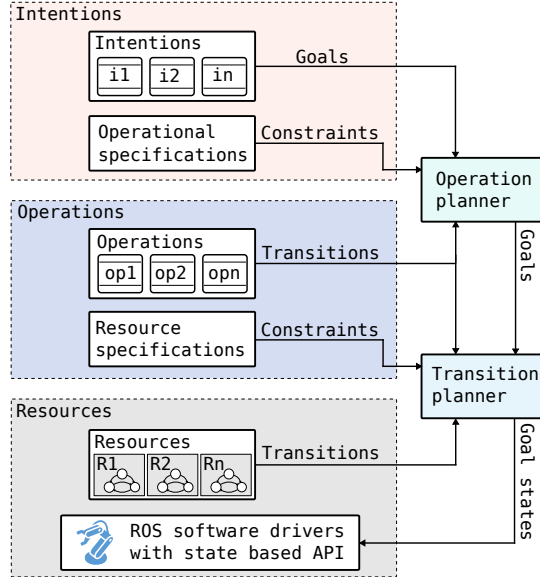 Intentions
Intentions
i1 i2 in
Goals
Operational
specifications
Constraints
Operation
planner
Goals
Operations
Operations
op1 op2 opn
Transitions
Resource
specifications
Constraints
Transition
planner
Goal states
Resources
Resources
R1 R2 Rn
Transitions
ROS software drivers
with state based API